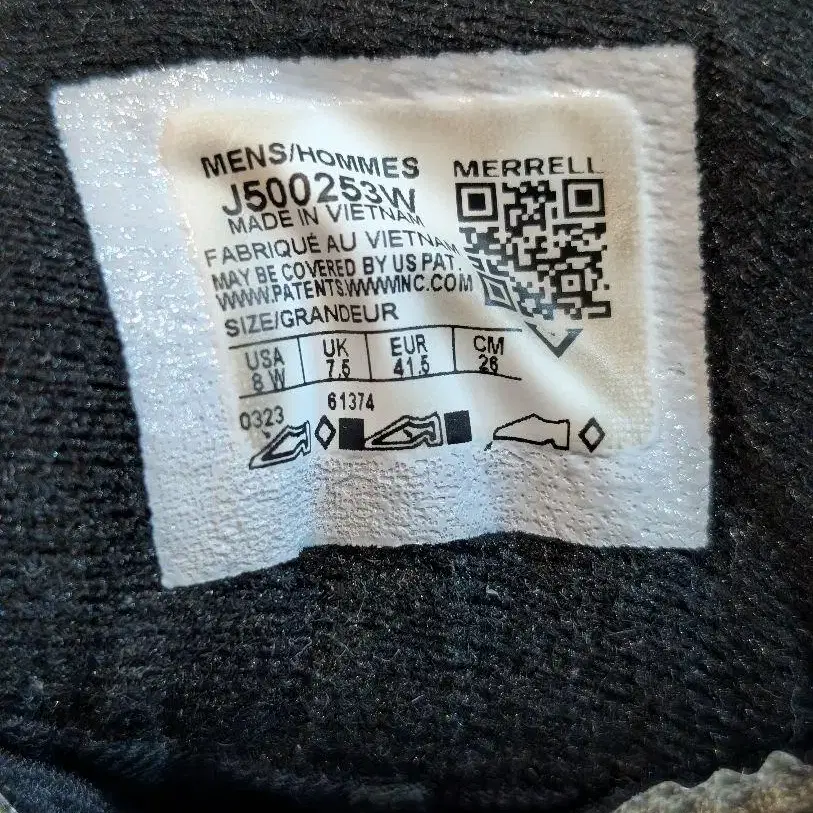 MENS/HOMMES
J500253W
MADE IN VIETNAM
FABRIQUÉ AU VIETNAM
MAY BE COVERED BY US PAT.
WWW.PATENTS.WWWINC.COM
SIZE/GRANDEUR
USA UK EUR CM
8 W 7.5 41.5 26
0323 61374
MERRELL